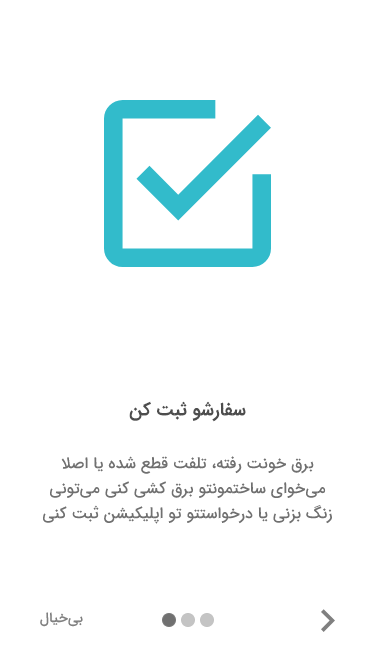 سفارشو ثبت کن
برق خونت رفته، تلفت قطع شده یا اصلا
می‌خوای ساختمونتو برق کشی کنی می‌تونی
زنگ بزنی یا درخواستتو تو اپلیکیشن ثبت کنی
بی‌خیال